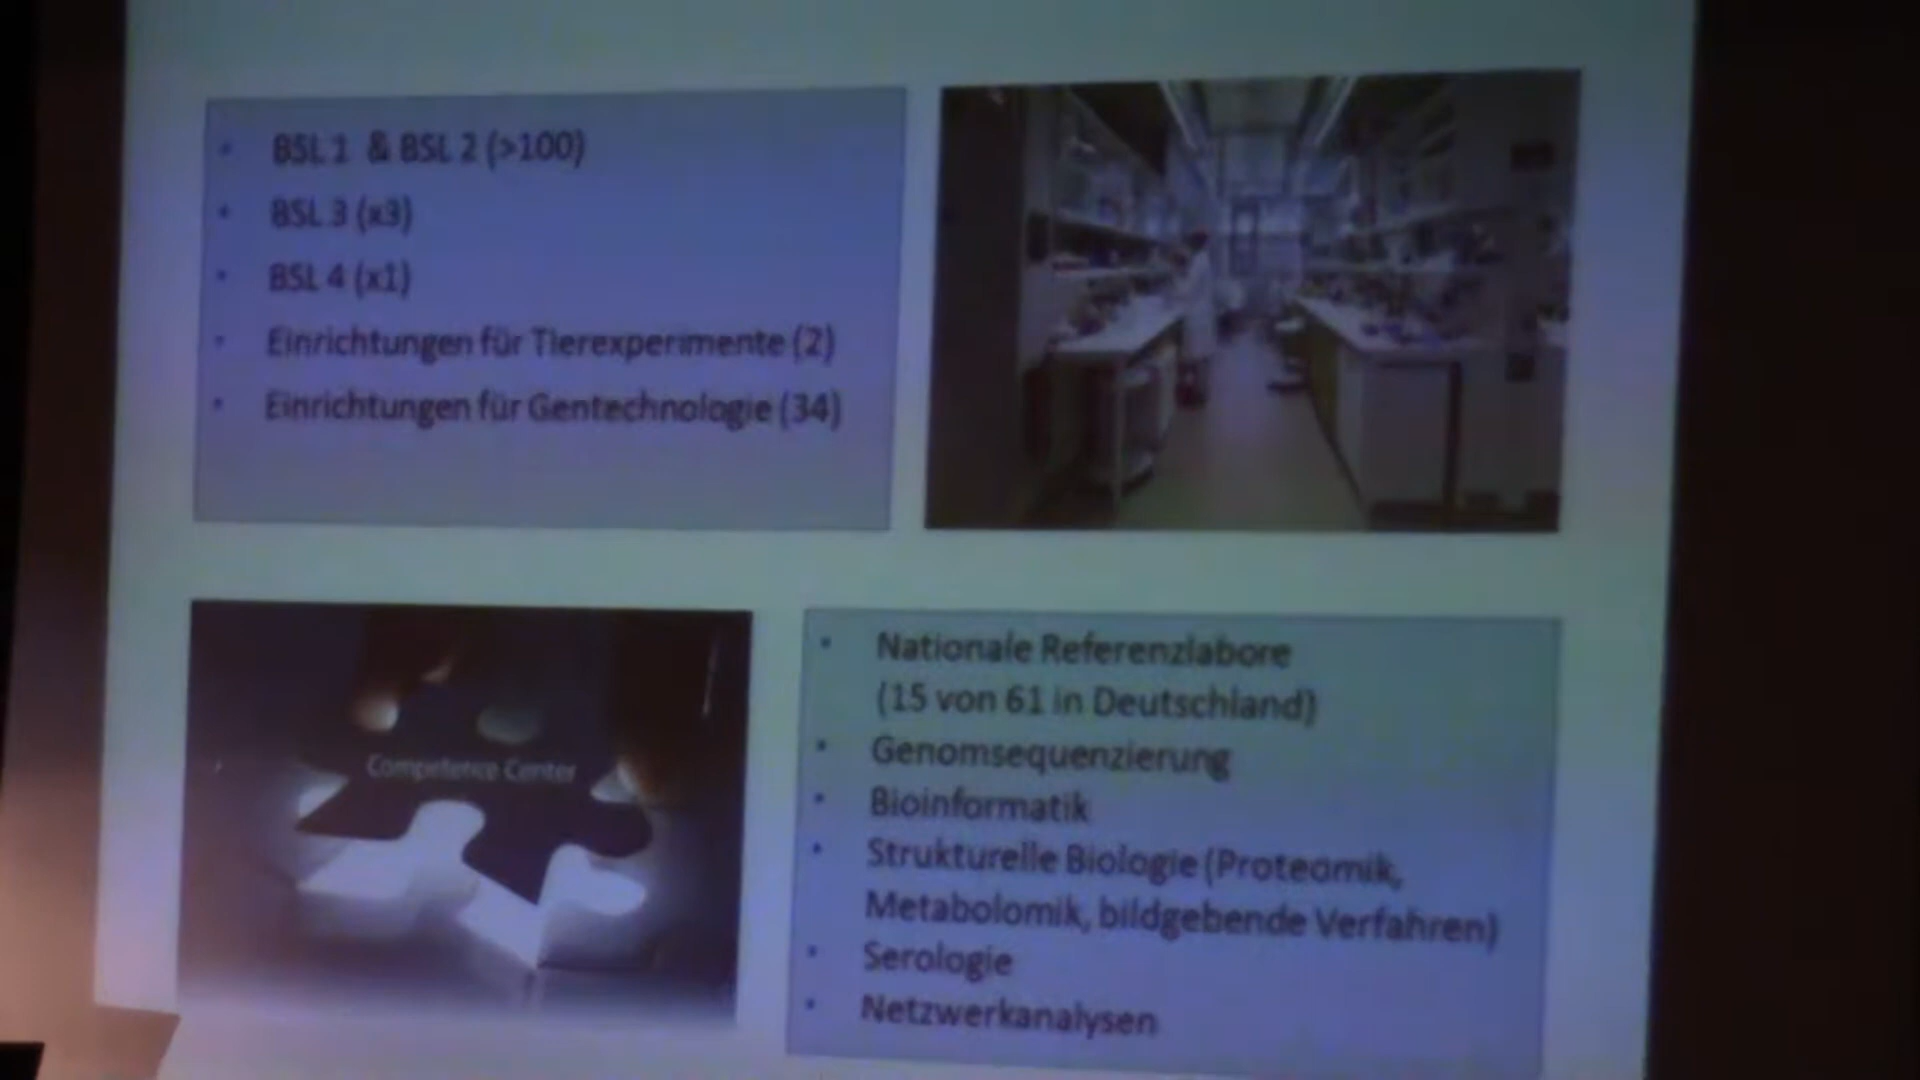 BSL 1 & BSL 2 (>100)
BSL 3 (x3)
BSL 4 (x1)
Einrichtungen für Tierexperimente (2)
Einrichtungen für Gentechnologie (34)
Competence Center
Nationale Referenzlabore
(15 von 61 in Deutschland)
Genomsequenzierung
Bioinformatik
Strukturelle Biologie (Proteomik,
Metabolomik, bildgebende Verfahren)
Serologie
Netzwerkanalysen